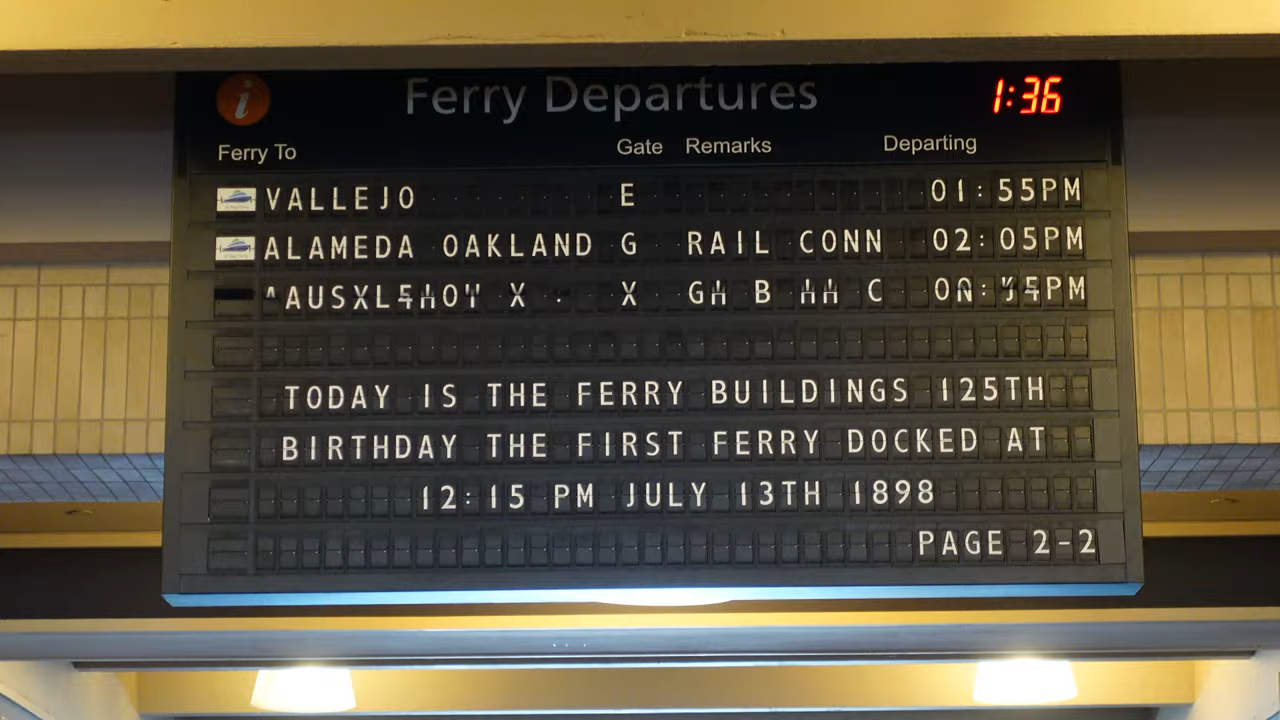 i Ferry Departures 1:36
Ferry To Gate Remarks Departing
VALLEJO E 01:55PM
ALAMEDA OAKLAND G RAIL CONN 02:05PM
TODAY IS THE FERRY BUILDINGS 125TH
BIRTHDAY THE FIRST FERRY DOCKED AT
12:15 PM JULY 13TH 1898
PAGE 2-2